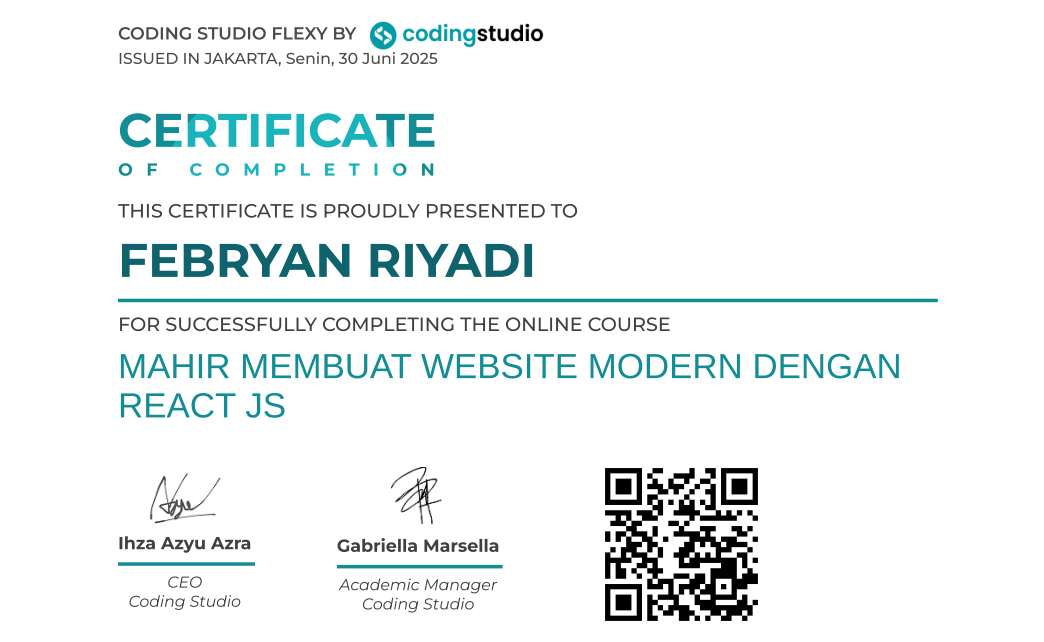 CODING STUDIO FLEXY BY codingstudio
ISSUED IN JAKARTA, Senin, 30 Juni 2025
CERTIFICATE
OF COMPLETION
THIS CERTIFICATE IS PROUDLY PRESENTED TO
FEBRYAN RIYADI
FOR SUCCESSFULLY COMPLETING THE ONLINE COURSE
MAHIR MEMBUAT WEBSITE MODERN DENGAN
REACT JS
Ihza Azyu Azra
CEO
Coding Studio
Gabriella Marsella
Academic Manager
Coding Studio